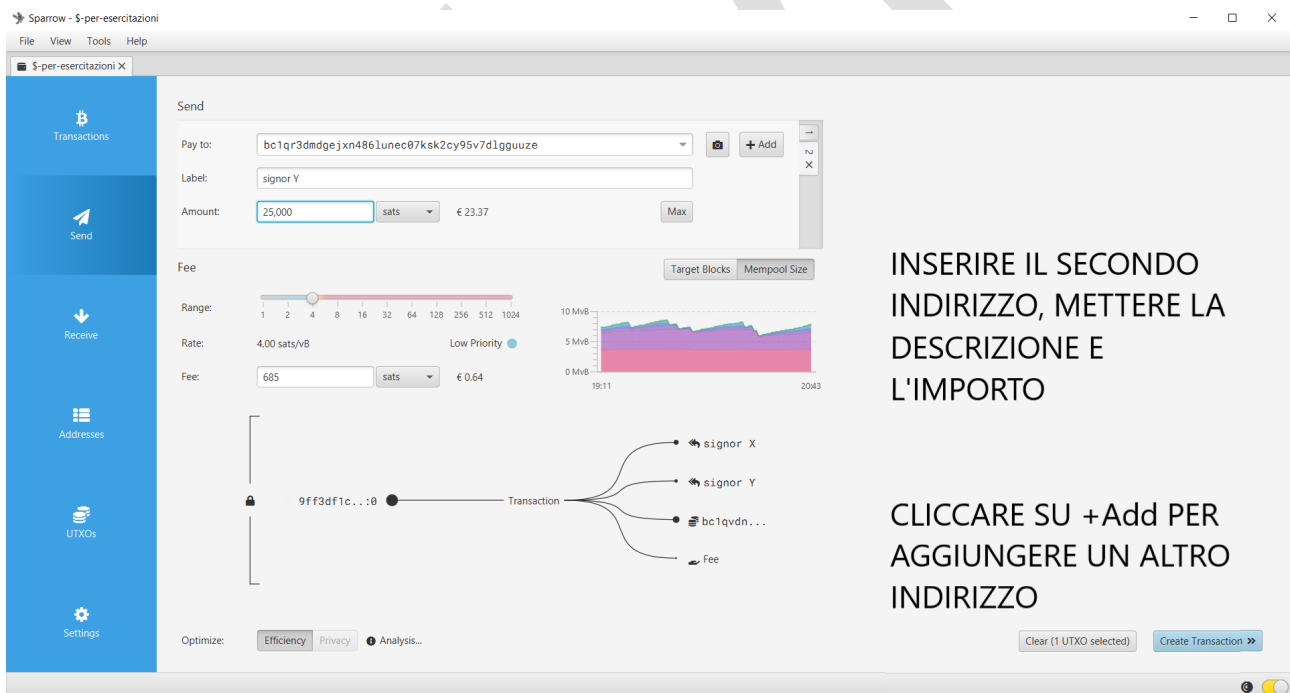 Sparrow - $-per-esercitazioni
File View Tools Help
$-per-esercitazioni
Transactions
Send
Receive
Addresses
UTXOs
Settings
Send
Pay to: bc1qr3dmdgejxn486lunec07ksk2cy95v7dlgguuze + Add
1
2
Label: signor Y
Amount: 25,000 sats € 23.37 Max
Fee Target Blocks Mempool Size
Range: 1 2 4 8 16 32 64 128 256 512 1024
Rate: 4.00 sats/vB Low Priority
Fee: 685 sats € 0.64
10 MvB
5 MvB
0 MvB
19:11 20:43
9ff3df1c..:0 Transaction
signor X
signor Y
bc1qvdn...
Fee
Optimize: Efficiency Privacy Analysis...
Clear (1 UTXO selected) Create Transaction
INSERIRE IL SECONDO
INDIRIZZO, METTERE LA
DESCRIZIONE E
L'IMPORTO
CLICCARE SU +Add PER
AGGIUNGERE UN ALTRO
INDIRIZZO